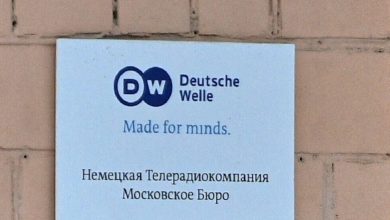 DW Deutsche
Welle
Made for minds.
Немецкая Телерадиокомпания
Московское Бюро